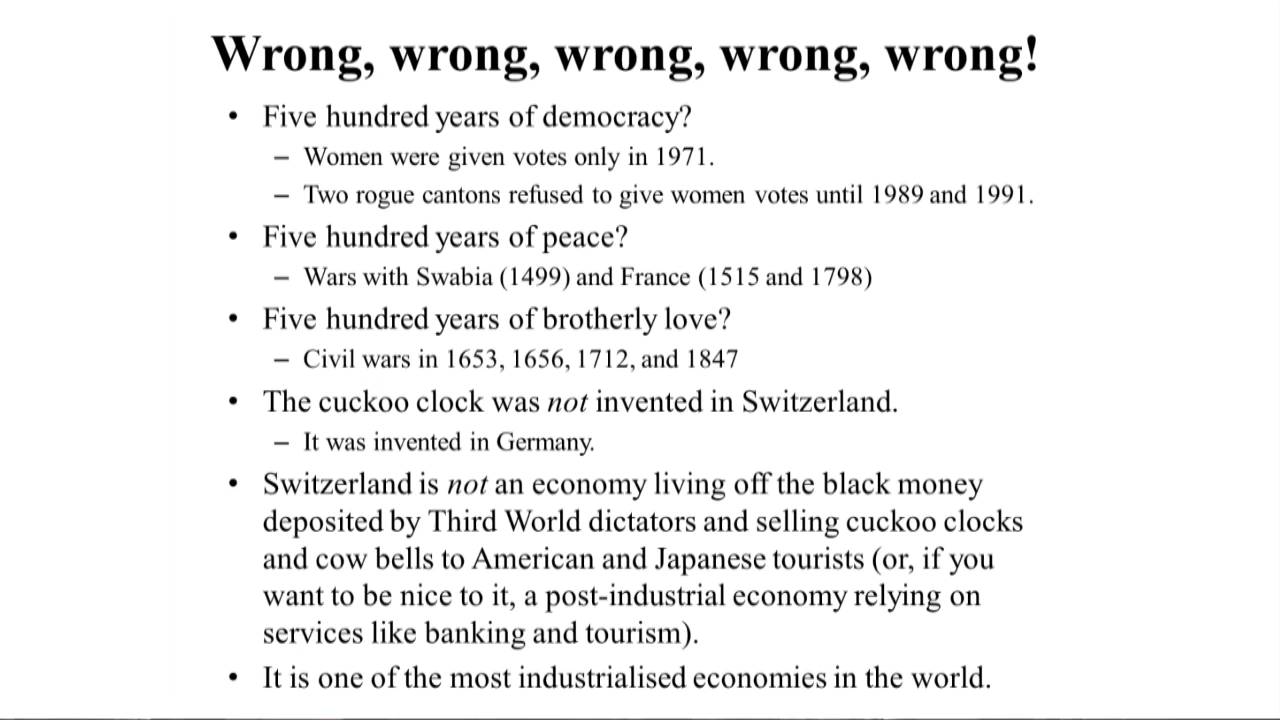 Wrong, wrong, wrong, wrong, wrong!
• Five hundred years of democracy?
– Women were given votes only in 1971.
– Two rogue cantons refused to give women votes until 1989 and 1991.
• Five hundred years of peace?
– Wars with Swabia (1499) and France (1515 and 1798)
• Five hundred years of brotherly love?
– Civil wars in 1653, 1656, 1712, and 1847
• The cuckoo clock was not invented in Switzerland.
– It was invented in Germany.
• Switzerland is not an economy living off the black money
deposited by Third World dictators and selling cuckoo clocks
and cow bells to American and Japanese tourists (or, if you
want to be nice to it, a post-industrial economy relying on
services like banking and tourism).
• It is one of the most industrialised economies in the world.